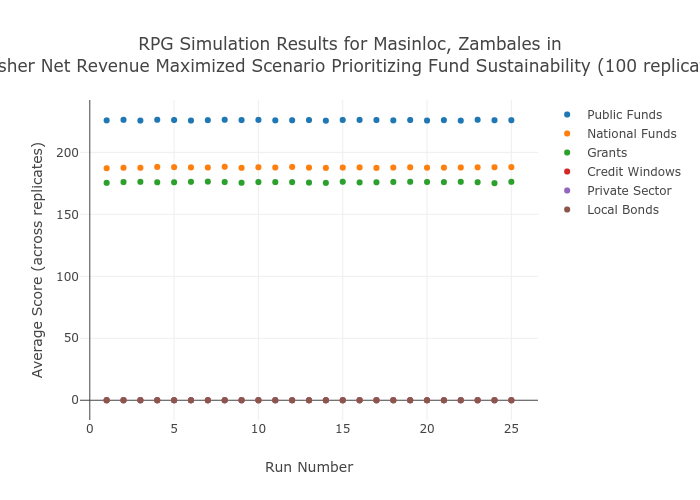 RPG Simulation Results for Masinloc, Zambales in
sher Net Revenue Maximized Scenario Prioritizing Fund Sustainability (100 replica
Average Score (across replicates)
200
150
100
50
0
0 5 10 15 20 25
Run Number
Public Funds
National Funds
Grants
Credit Windows
Private Sector
Local Bonds